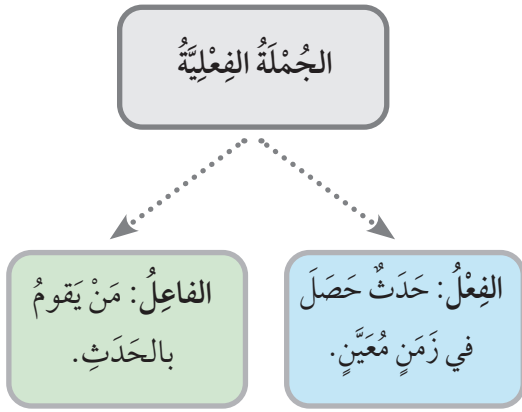 الجُمْلَةُ الفِعْلِيَّةُ
الفِعْلُ: حَدَثٌ حَصَلَ
في زَمَنٍ مُعَيَّنٍ.
الفاعِلُ: مَنْ يَقومُ
بالحَدَثِ.